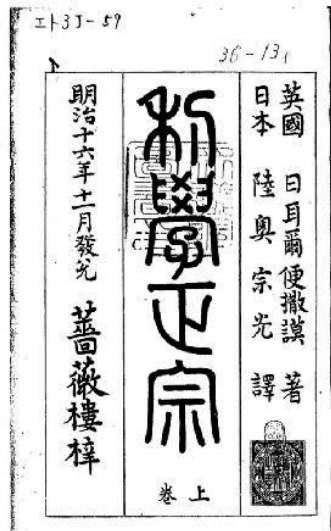 エト3J-59
36-131
英國 日耳爾便撒謨 著
日本 陸奥宗光 譯
利學正宗
上卷
明治十六年十一月發兌 薔薇樓梓